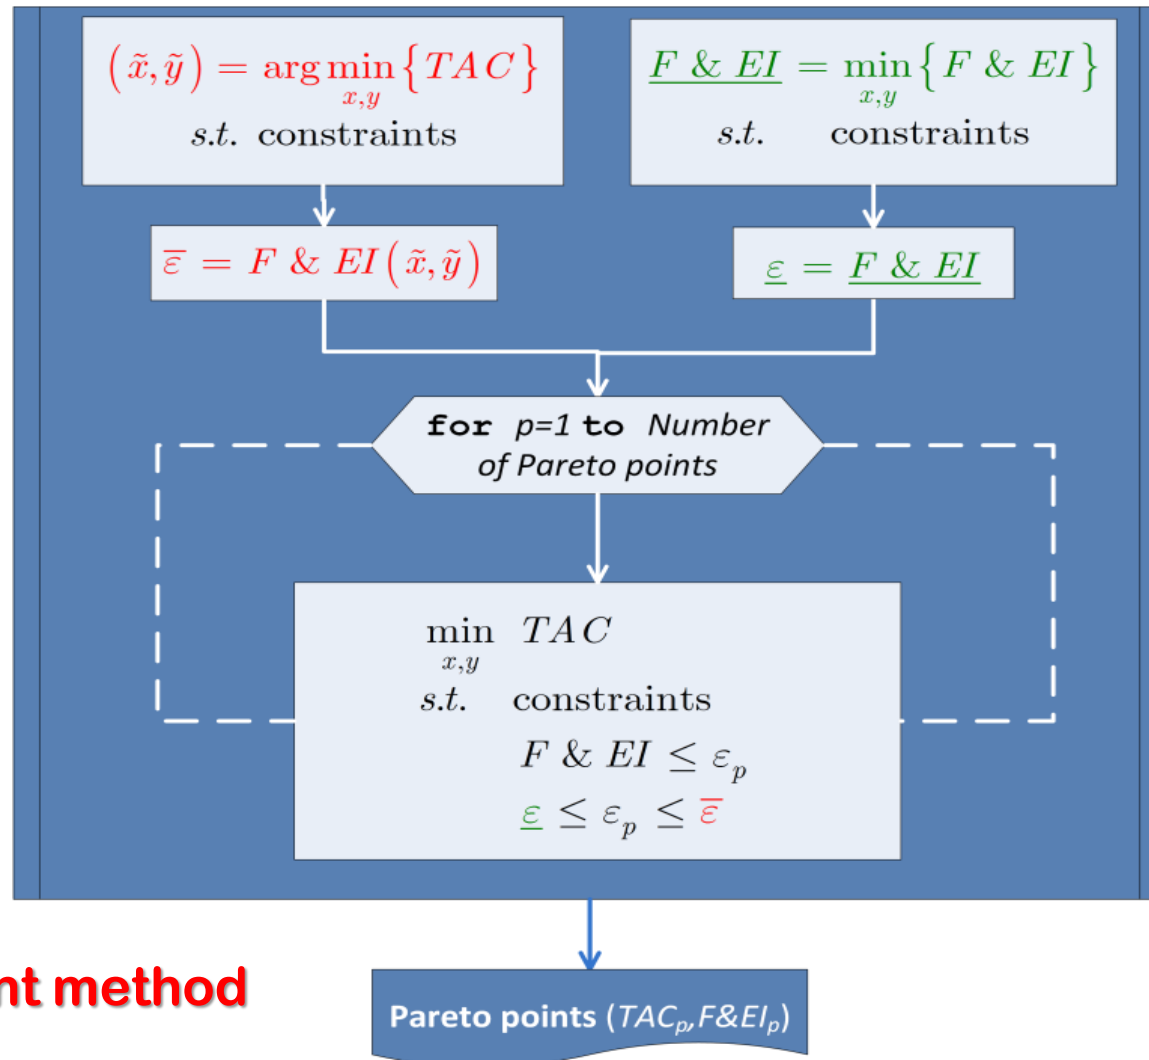 (x̃, ỹ) = arg min {TAC}
x,y
s.t. constraints
F & EI = min {F & EI}
x,y
s.t. constraints
ε̅ = F & EI(x̃, ỹ)
ε̲ = F & EI
for p=1 to Number
of Pareto points
min TAC
x,y
s.t. constraints
F & EI ≤ εₚ
ε̲ ≤ εₚ ≤ ε̅
nt method
Pareto points (TACₚ,F&EIₚ)